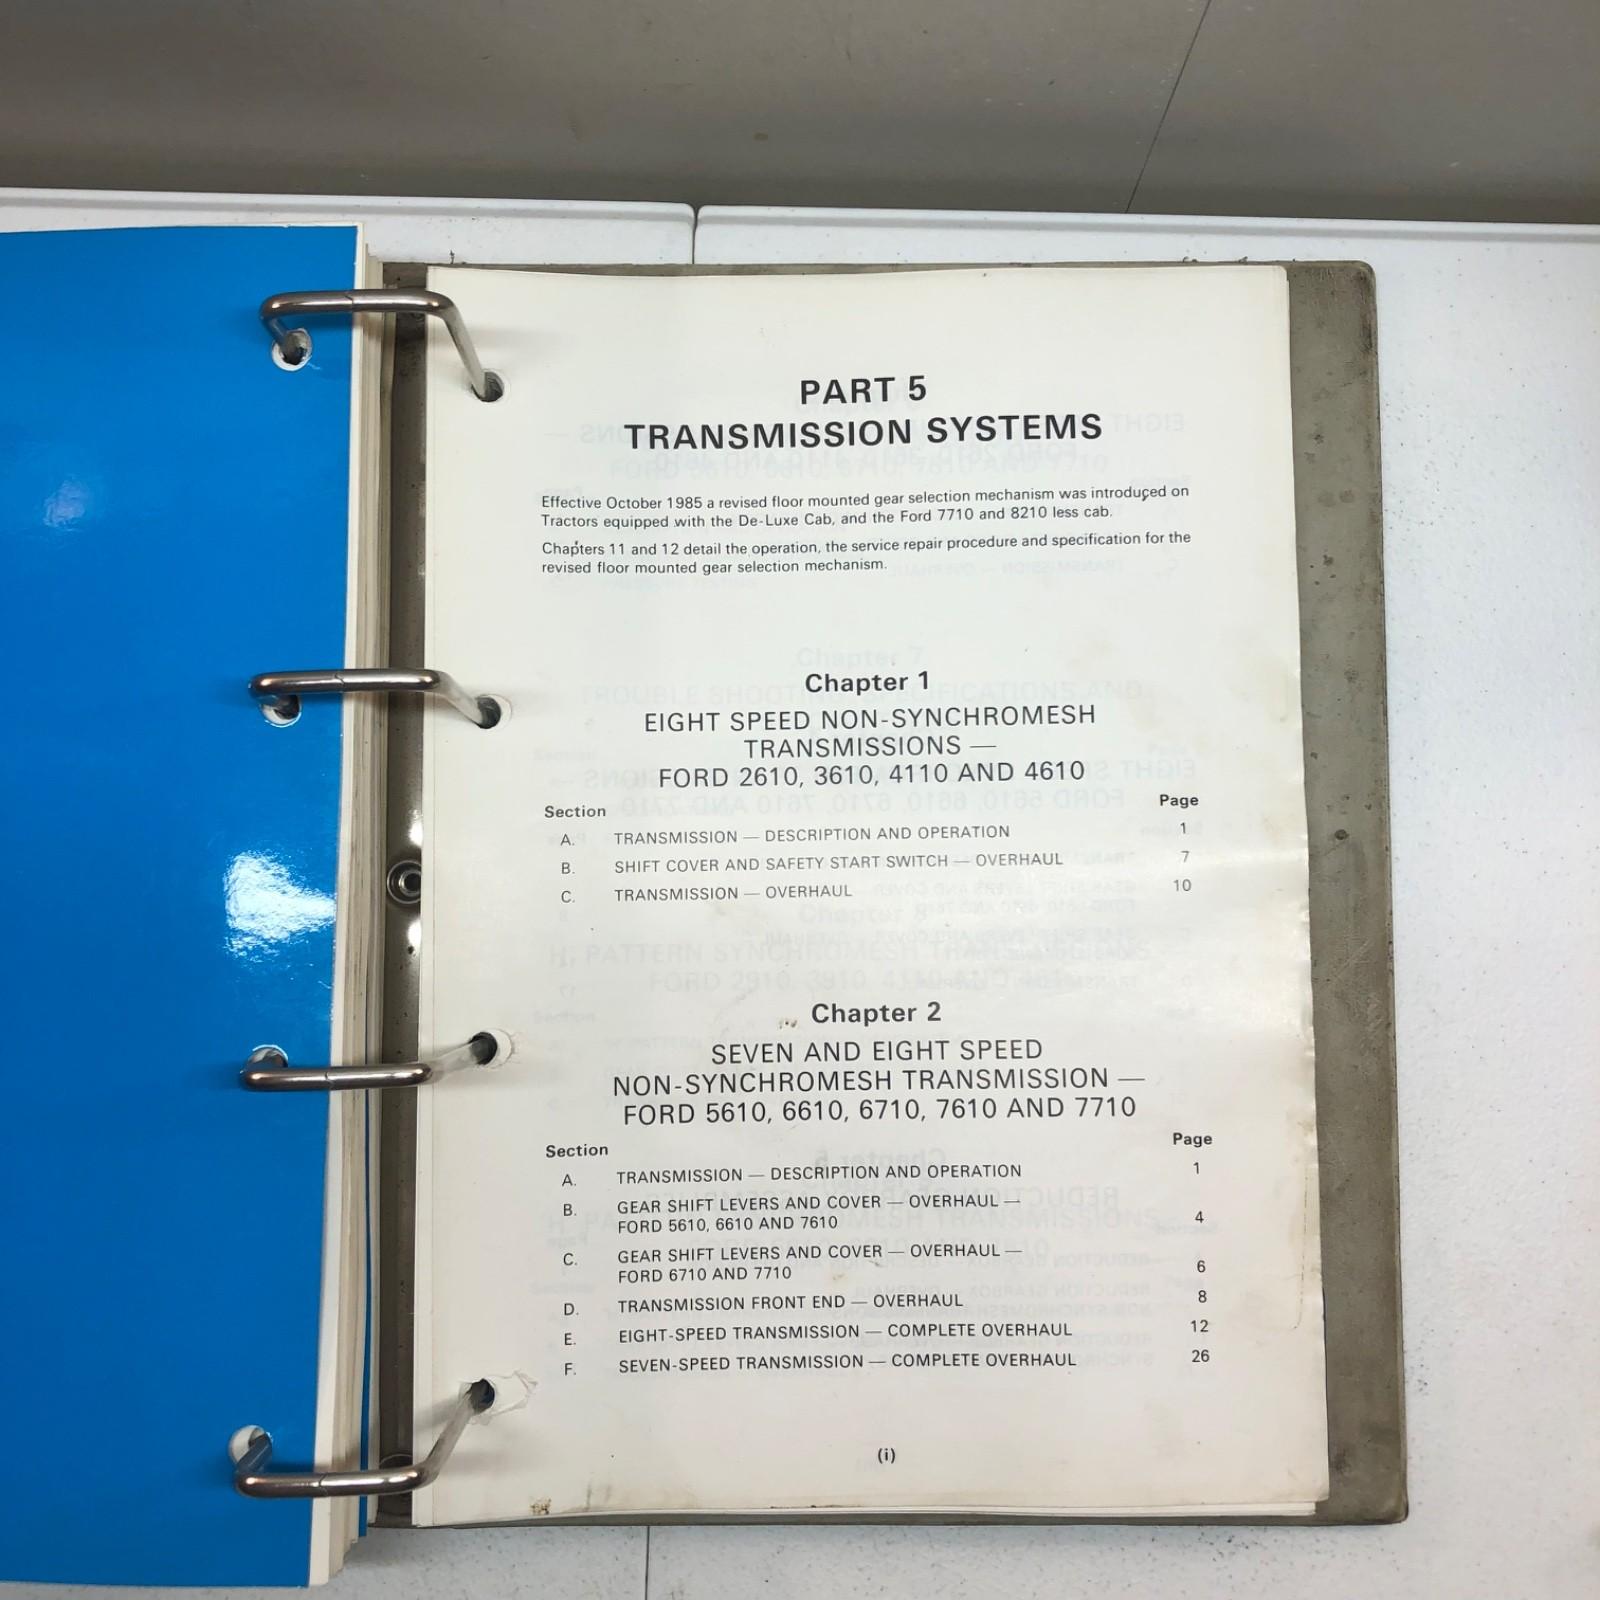 PART 5
TRANSMISSION SYSTEMS
Effective October 1985 a revised floor mounted gear selection mechanism was introduced on
Tractors equipped with the De-Luxe Cab, and the Ford 7710 and 8210 less cab.
Chapters 11 and 12 detail the operation, the service repair procedure and specification for the
revised floor mounted gear selection mechanism.
Chapter 1
EIGHT SPEED NON-SYNCHROMESH
TRANSMISSIONS —
FORD 2610, 3610, 4110 AND 4610
Section Page
A. TRANSMISSION — DESCRIPTION AND OPERATION 1
B. SHIFT COVER AND SAFETY START SWITCH — OVERHAUL 7
C. TRANSMISSION — OVERHAUL 10
Chapter 2
SEVEN AND EIGHT SPEED
NON-SYNCHROMESH TRANSMISSION —
FORD 5610, 6610, 6710, 7610 AND 7710
Section Page
A. TRANSMISSION — DESCRIPTION AND OPERATION 1
B. GEAR SHIFT LEVERS AND COVER — OVERHAUL —
FORD 5610, 6610 AND 7610 4
C. GEAR SHIFT LEVERS AND COVER — OVERHAUL —
FORD 6710 AND 7710 6
D. TRANSMISSION FRONT END — OVERHAUL 8
E. EIGHT-SPEED TRANSMISSION — COMPLETE OVERHAUL 12
F. SEVEN-SPEED TRANSMISSION — COMPLETE OVERHAUL 26
(i)